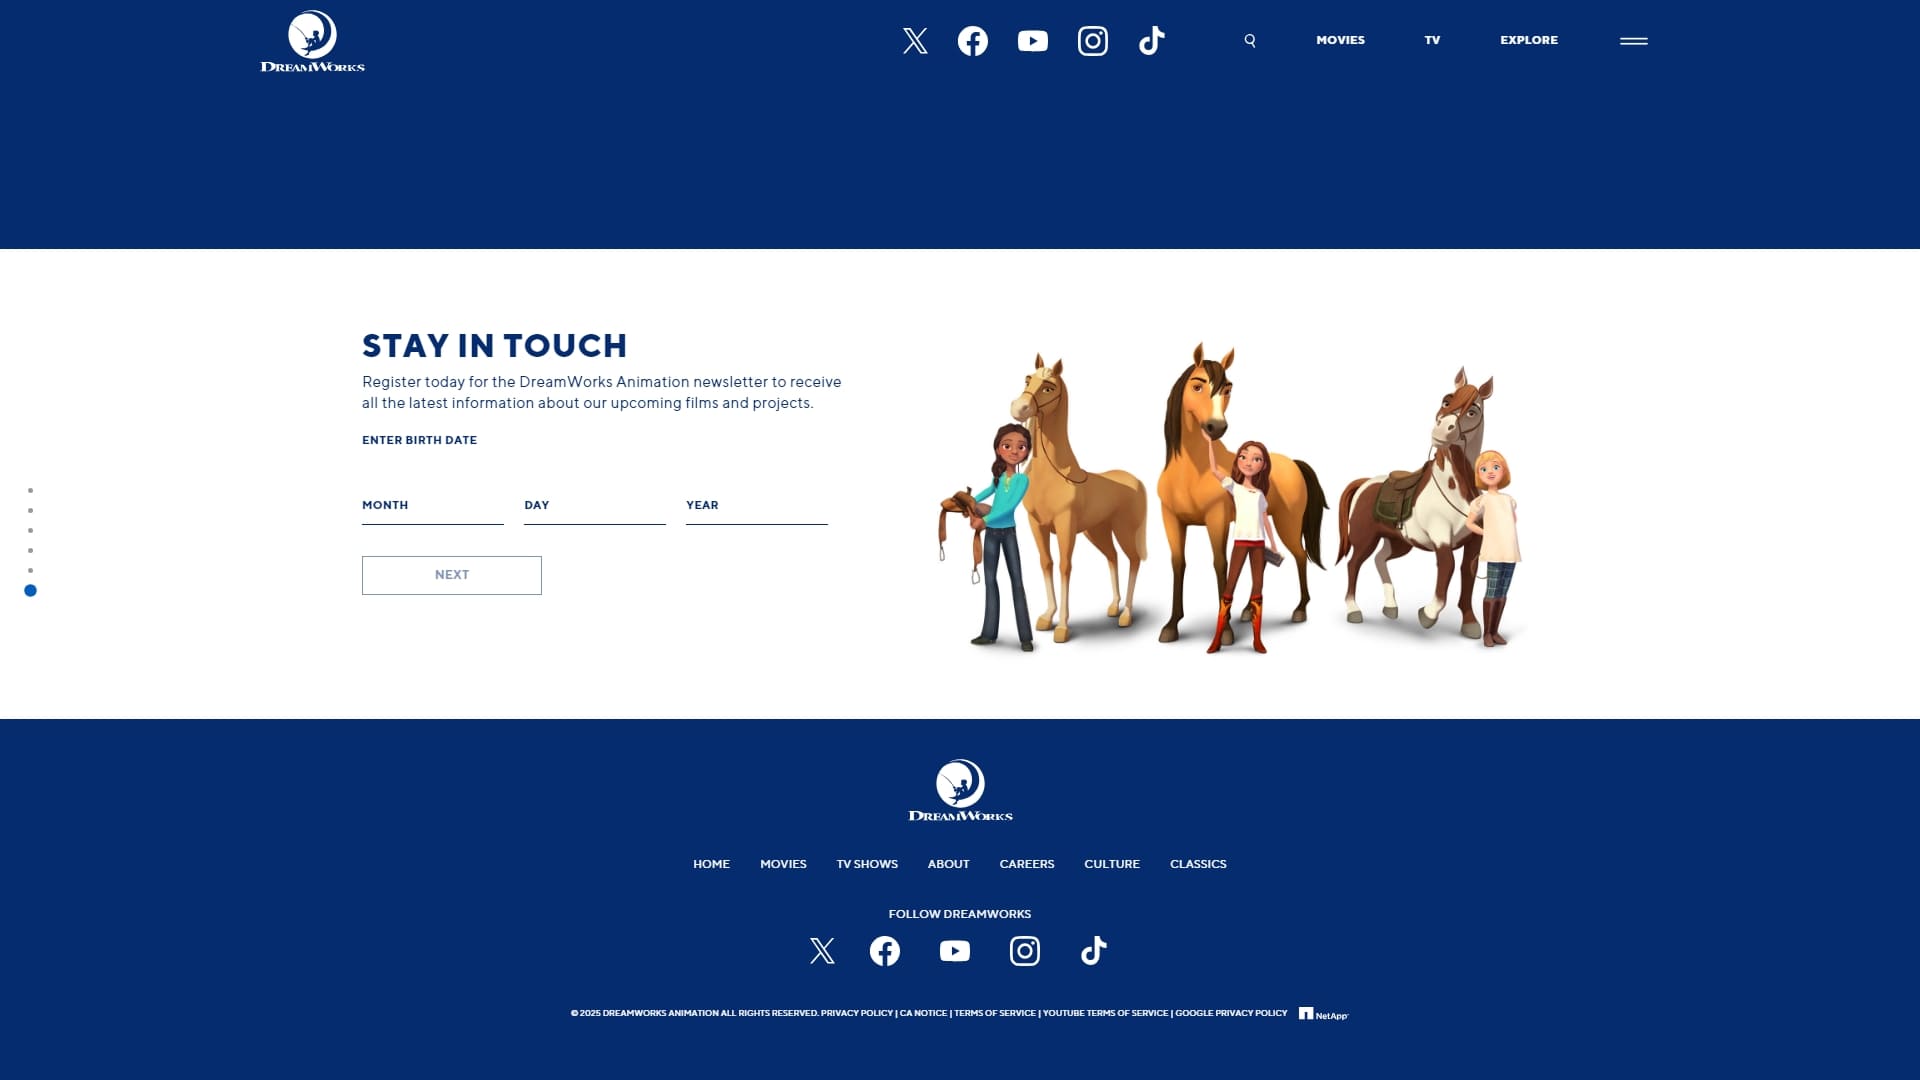 DREAMWORKS
MOVIES
TV
EXPLORE
STAY IN TOUCH
Register today for the DreamWorks Animation newsletter to receive
all the latest information about our upcoming films and projects.
ENTER BIRTH DATE
MONTH
DAY
YEAR
NEXT
DREAMWORKS
HOME
MOVIES
TV SHOWS
ABOUT
CAREERS
CULTURE
CLASSICS
FOLLOW DREAMWORKS
© 2025 DREAMWORKS ANIMATION ALL RIGHTS RESERVED. PRIVACY POLICY | CA NOTICE | TERMS OF SERVICE | YOUTUBE TERMS OF SERVICE | GOOGLE PRIVACY POLICY
NetApp